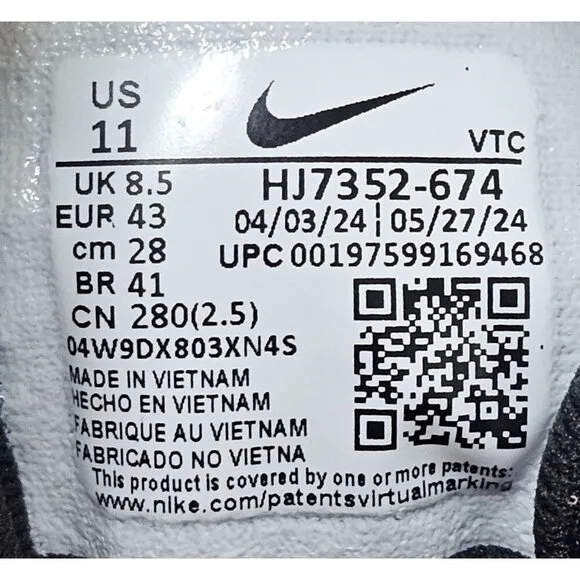 US
11
VTC
UK 8.5
EUR 43
cm 28
BR 41
CN 280(2.5)
HJ7352-674
04/03/24 | 05/27/24
UPC 00197599169468
04W9DX803XN4S
MADE IN VIETNAM
HECHO EN VIETNAM
FABRIQUE AU VIETNAM
FABRICADO NO VIETNA
This product is covered by one or more patents:
www.nike.com/patentsvirtualmarking